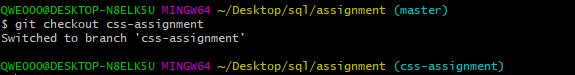 QWEOOO@DESKTOP-N8ELK5U MINGW64 ~/Desktop/sql/assignment (master)
$ git checkout css-assignment
Switched to branch 'css-assignment'
QWEOOO@DESKTOP-N8ELK5U MINGW64 ~/Desktop/sql/assignment (css-assignment)